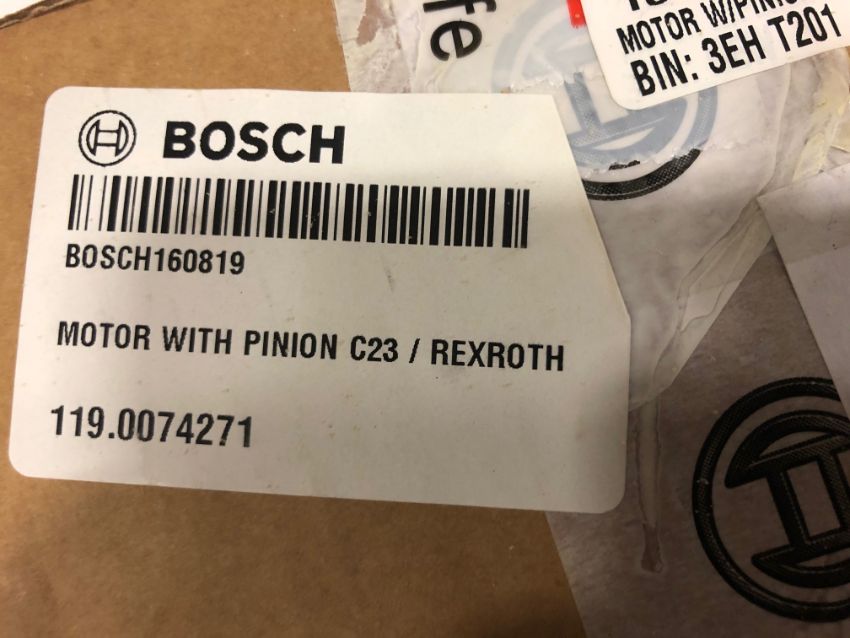 BOSCH
BOSCH160819
MOTOR WITH PINION C23 / REXROTH
119.0074271
MOTOR W/PINIO
BIN: 3EH T201
fe